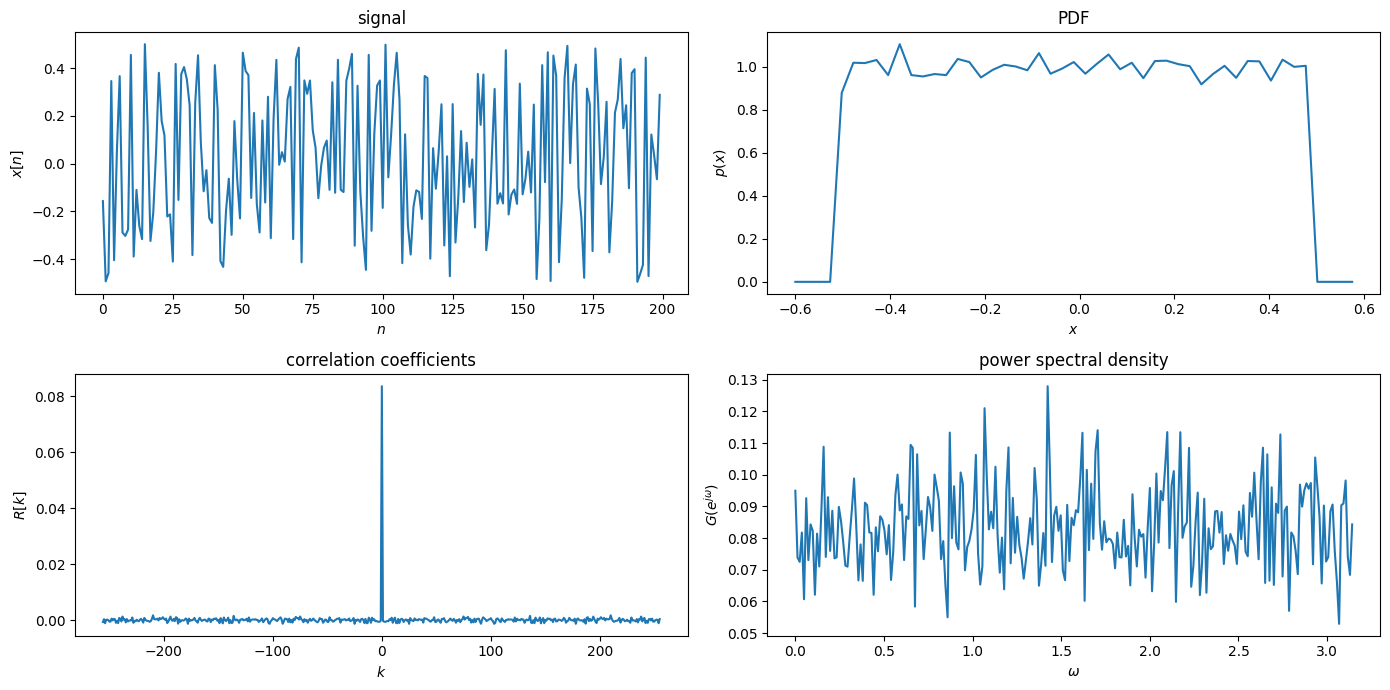 signal
x[n]
0.4
0.2
0.0
−0.2
−0.4
0 25 50 75 100 125 150 175 200
n
PDF
p(x)
1.0
0.8
0.6
0.4
0.2
0.0
−0.6 −0.4 −0.2 0.0 0.2 0.4 0.6
x
correlation coefficients
R[k]
0.08
0.06
0.04
0.02
0.00
−200 −100 0 100 200
k
power spectral density
G(e^{jω})
0.13
0.12
0.11
0.10
0.09
0.08
0.07
0.06
0.05
0.0 0.5 1.0 1.5 2.0 2.5 3.0
ω